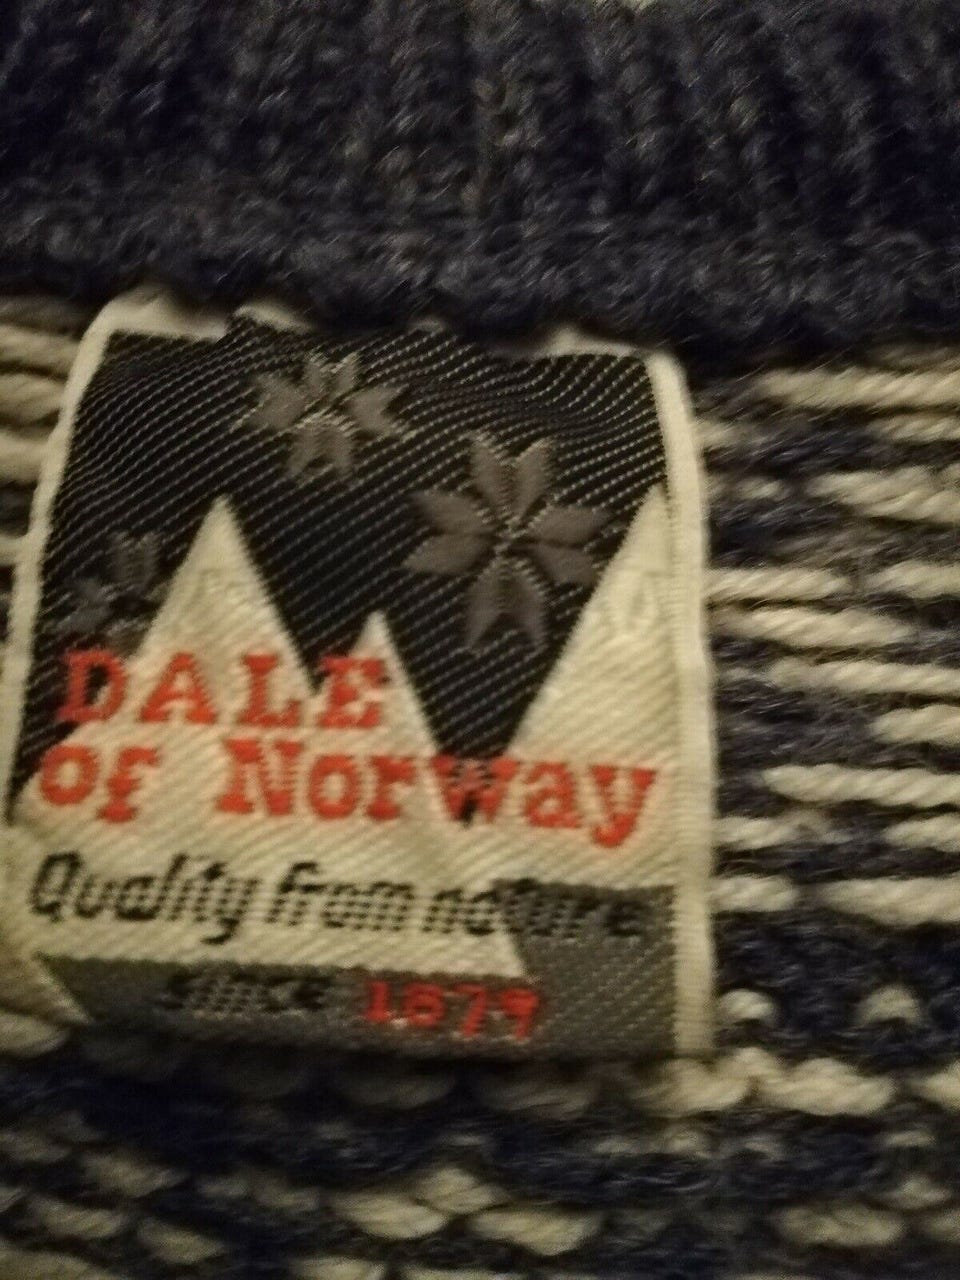 DALE
of Norway
Quality from nature
since 1879